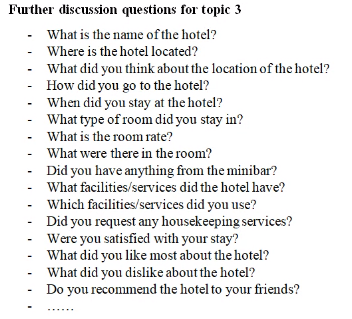 Further discussion questions for topic 3
- What is the name of the hotel?
- Where is the hotel located?
- What did you think about the location of the hotel?
- How did you go to the hotel?
- When did you stay at the hotel?
- What type of room did you stay in?
- What is the room rate?
- What were there in the room?
- Did you have anything from the minibar?
- What facilities/services did the hotel have?
- Which facilities/services did you use?
- Did you request any housekeeping services?
- Were you satisfied with your stay?
- What did you like most about the hotel?
- What did you dislike about the hotel?
- Do you recommend the hotel to your friends?
- ......